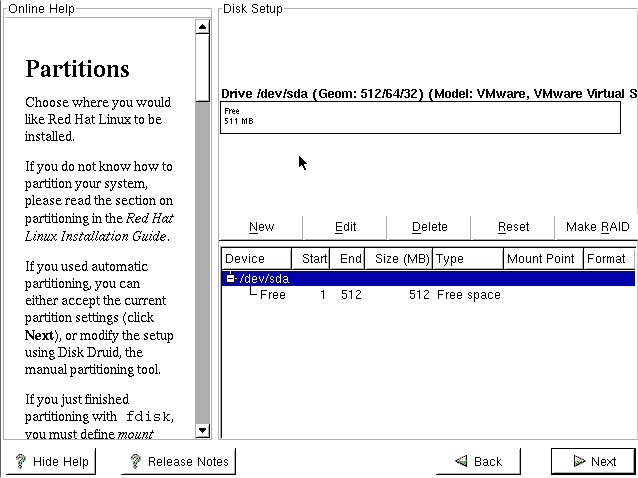 Online Help
Partitions
Choose where you would
like Red Hat Linux to be
installed.
If you do not know how to
partition your system,
please read the section on
partitioning in the Red Hat
Linux Installation Guide.
If you used automatic
partitioning, you can
either accept the current
partition settings (click
Next), or modify the setup
using Disk Druid, the
manual partitioning tool.
If you just finished
partitioning with fdisk,
you must define mount
Disk Setup
Drive /dev/sda (Geom: 512/64/32) (Model: VMware, VMware Virtual S
Free
511 MB
New Edit Delete Reset Make RAID
Device Start End Size (MB) Type Mount Point Format
/dev/sda
Free 1 512 512 Free space
Hide Help Release Notes Back Next